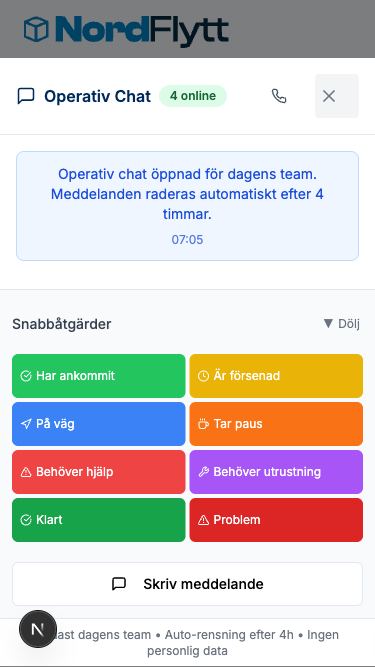 NordFlytt
Operativ Chat 4 online
Operativ chat öppnad för dagens team.
Meddelanden raderas automatiskt efter 4
timmar.
07:05
Snabbåtgärder ▼ Dölj
Har ankommit
Är försenad
På väg
Tar paus
Behöver hjälp
Behöver utrustning
Klart
Problem
Skriv meddelande
dagens team • Auto-rensning efter 4h • Ingen
personlig data
N